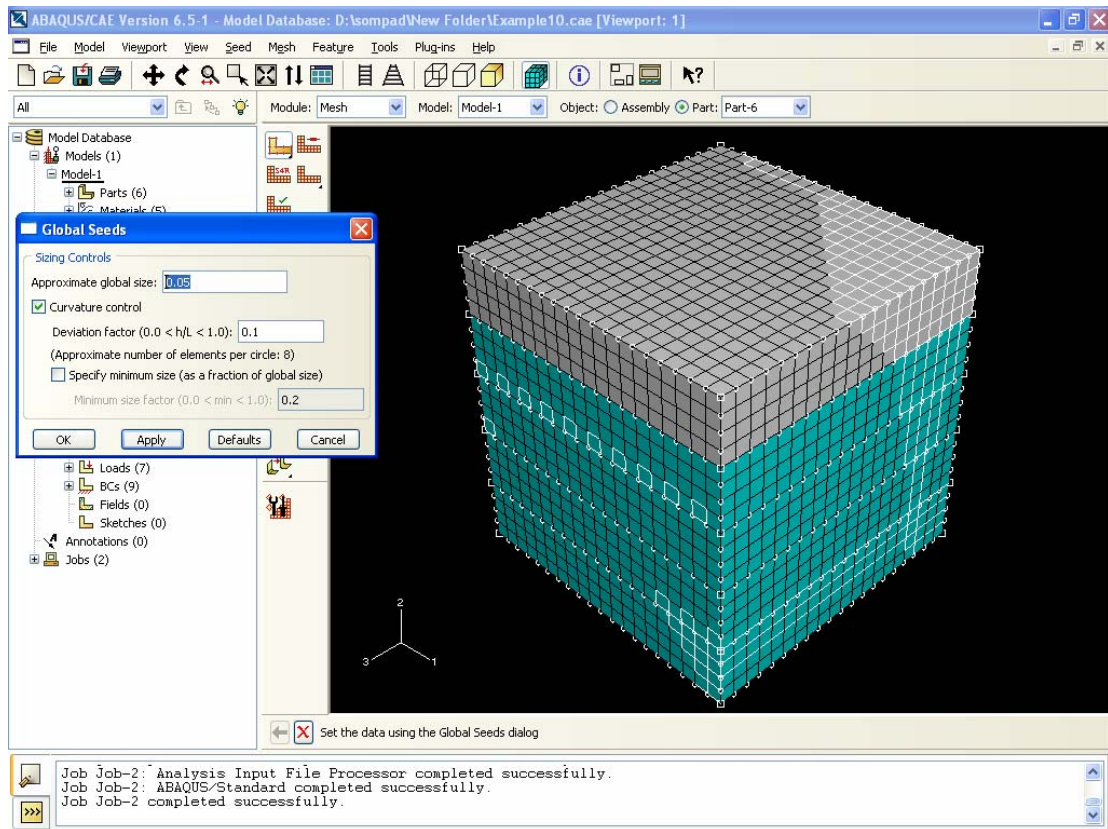 ABAQUS/CAE Version 6.5-1 - Model Database: D:\sompad\New Folder\Example10.cae [Viewport: 1]
File Model Viewport View Seed Mesh Feature Tools Plug-ins Help
All Module: Mesh Model: Model-1 Object: Assembly Part: Part-6
Model Database
Models (1)
Model-1
Parts (6)
Materials (5)
Global Seeds
Sizing Controls
Approximate global size: 0.05
Curvature control
Deviation factor (0.0 < h/L < 1.0): 0.1
(Approximate number of elements per circle: 8)
Specify minimum size (as a fraction of global size)
Minimum size factor (0.0 < min < 1.0): 0.2
OK Apply Defaults Cancel
Loads (7)
BCs (9)
Fields (0)
Sketches (0)
Annotations (0)
Jobs (2)
S4R
2
3
1
Set the data using the Global Seeds dialog
Job Job-2: Analysis Input File Processor completed successfully.
Job Job-2: ABAQUS/Standard completed successfully.
Job Job-2 completed successfully.